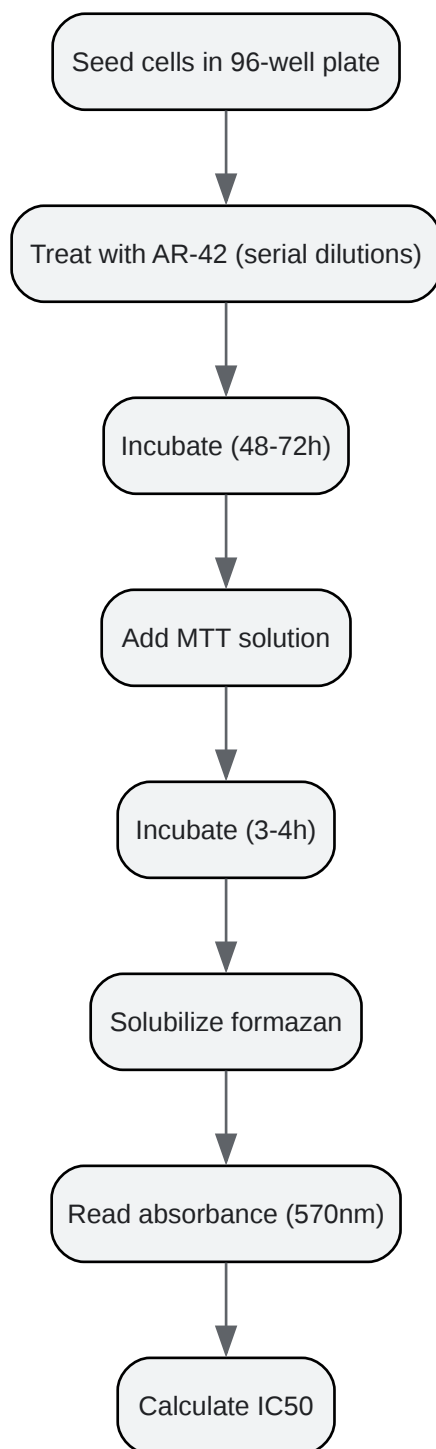 Seed cells in 96-well plate
Treat with AR-42 (serial dilutions)
Incubate (48-72h)
Add MTT solution
Incubate (3-4h)
Solubilize formazan
Read absorbance (570nm)
Calculate IC50